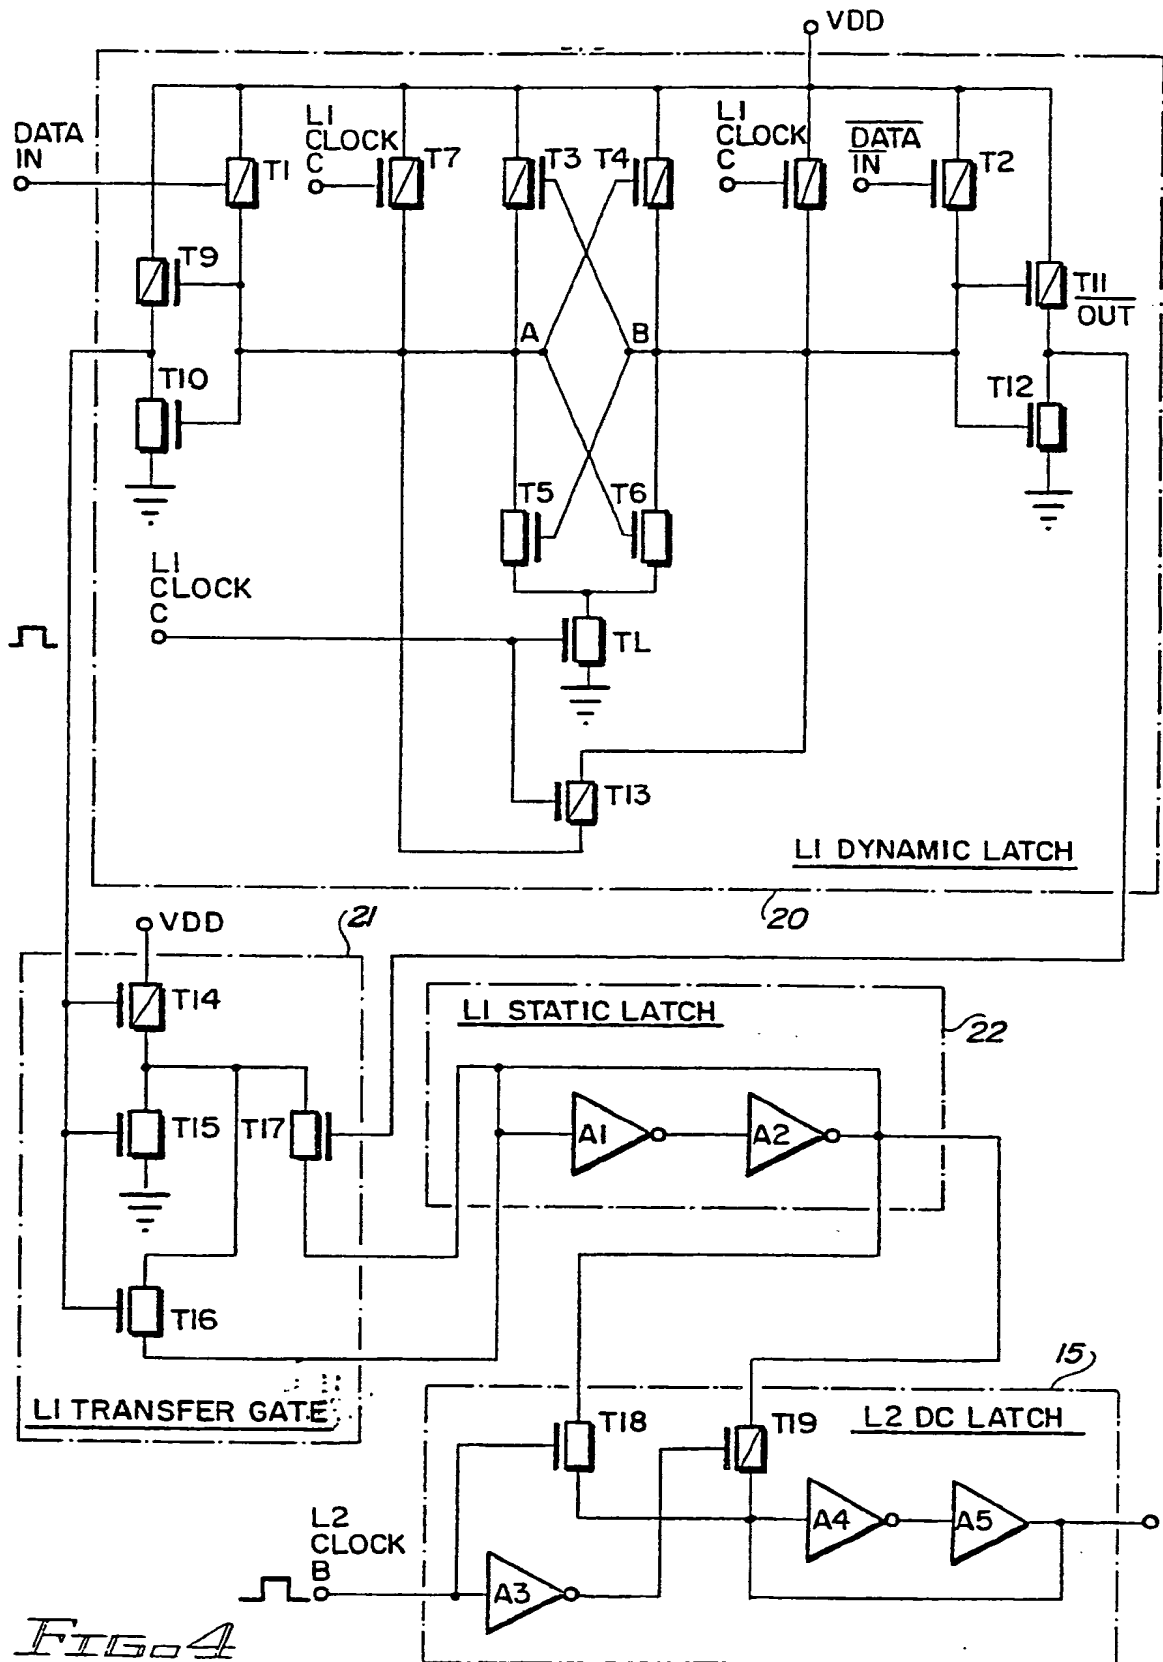 VDD
DATA
IN
T1
L1
CLOCK
C
T7
T3
T4
L1
CLOCK
C
DATA
IN
T2
T9
T11
OUT
A
B
T10
T12
T5
T6
L1
CLOCK
C
TL
T13
L1 DYNAMIC LATCH
20
VDD
21
T14
L1 STATIC LATCH
22
T15
T17
A1
A2
T16
15
L1 TRANSFER GATE
T18
T19
L2 DC LATCH
L2
CLOCK
B
A4
A5
A3
FIG. 4